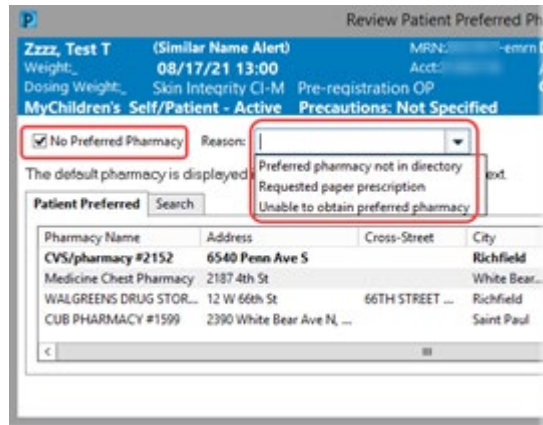 P Review Patient Preferred Ph
Zzzz, Test T (Similar Name Alert) MRN: -emrn D
Weight:_ 08/17/21 13:00 Acct:
Dosing Weight:_ Skin Integrity CI-M Pre-registration OP
MyChildren's Self/Patient - Active Precautions: Not Specified
No Preferred Pharmacy Reason:
Preferred pharmacy not in directory
The default pharmacy is displayed ext.
Requested paper prescription
Patient Preferred Search Unable to obtain preferred pharmacy
Pharmacy Name Address Cross-Street City
CVS/pharmacy #2152 6540 Penn Ave S Richfield
Medicine Chest Pharmacy 2187 4th St White Bear...
WALGREENS DRUG STOR... 12 W 66th St 66TH STREET ... Richfield
CUB PHARMACY #1599 2390 White Bear Ave N, ... Saint Paul